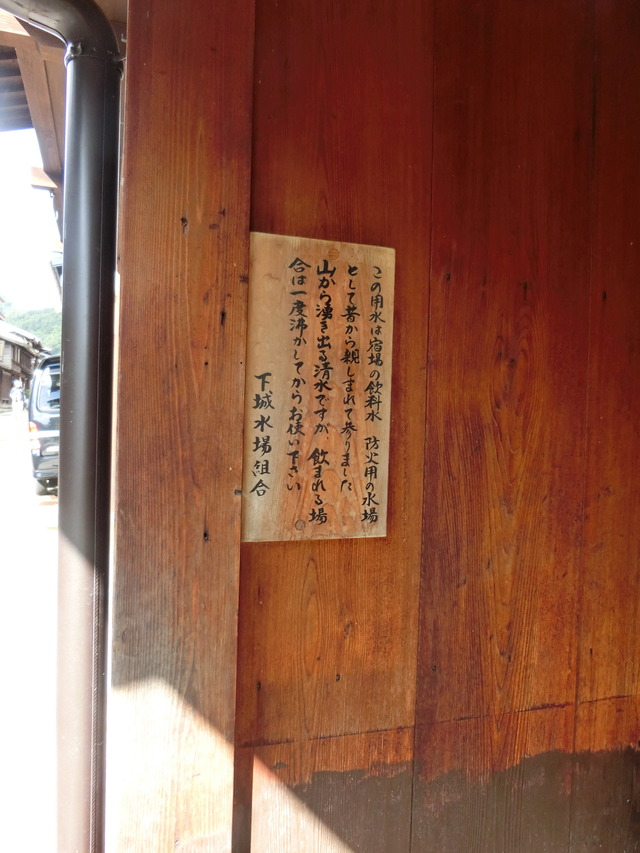 この用水は宿場の飲料水 防火用の水場
として昔から親しまれて参りました
山から湧き出る清水ですが 飲まれる場
合は一度沸かしてからお使い下さい
下城水場組合